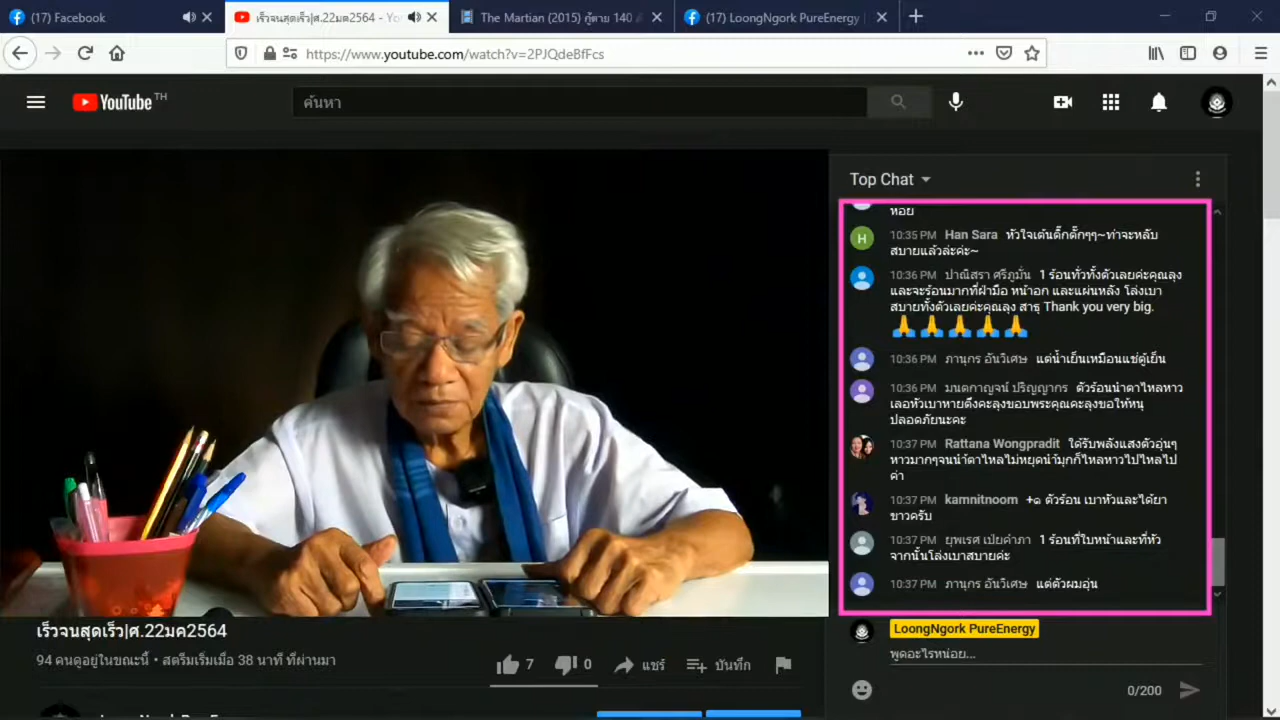 (17) Facebook
เร็วจนสุดเร็ว|ศ.22มค2564 - Yo
The Martian (2015) กู้ตาย 140
(17) LoongNgork PureEnergy
https://www.youtube.com/watch?v=2PJQdeBfFcs
YouTube TH
ค้นหา
Top Chat
หอย
10:35 PM Han Sara หัวใจเต้นตึ๊กตั๊กๆๆ~ท่าจะหลับ
สบายแล้วล่ะค่ะ~
10:36 PM ปาณิสรา ศรีภูมั่น 1 ร้อนทั่วทั้งตัวเลยค่ะคุณลุง
และจะร้อนมากที่ฝ่ามือ หน้าอก และแผ่นหลัง โล่งเบา
สบายทั้งตัวเลยค่ะคุณลุง สาธุ Thank you very big.
🙏🙏🙏🙏🙏
10:36 PM ภานุกร อันวิเศษ แต่น้ำเย็นเหมือนแช่ตู้เย็น
10:36 PM มนตกาญจน์ ปริญญากร ตัวร้อนน้ำตาไหลหาว
เลอหัวเบาหายตึงคะลุงขอบพระคุณคะลุงขอให้หนุ
ปลอดภัยนะคะ
10:37 PM Rattana Wongpradit ได้รับพลังแสงตัวอุ่นๆ
หาวมากๆจนน้ำตาไหลไม่หยุดน้ำมุกก็ไหลหาวไปไหลไป
ค่า
10:37 PM kamnitnoom +๑ ตัวร้อน เบาหัวและได้ยา
ขาวครับ
10:37 PM ยุพเรศ เปียคำภา 1 ร้อนที่ใบหน้าและที่หัว
จากนั้นโล่งเบาสบายค่ะ
10:37 PM ภานุกร อันวิเศษ แต่ตัวผมอุ่น
LoongNgork PureEnergy
พูดอะไรหน่อย...
0/200
เร็วจนสุดเร็ว|ศ.22มค2564
94 คนดูอยู่ในขณะนี้ • สตรีมเริ่มเมื่อ 38 นาที ที่ผ่านมา
7 0 แชร์ บันทึก